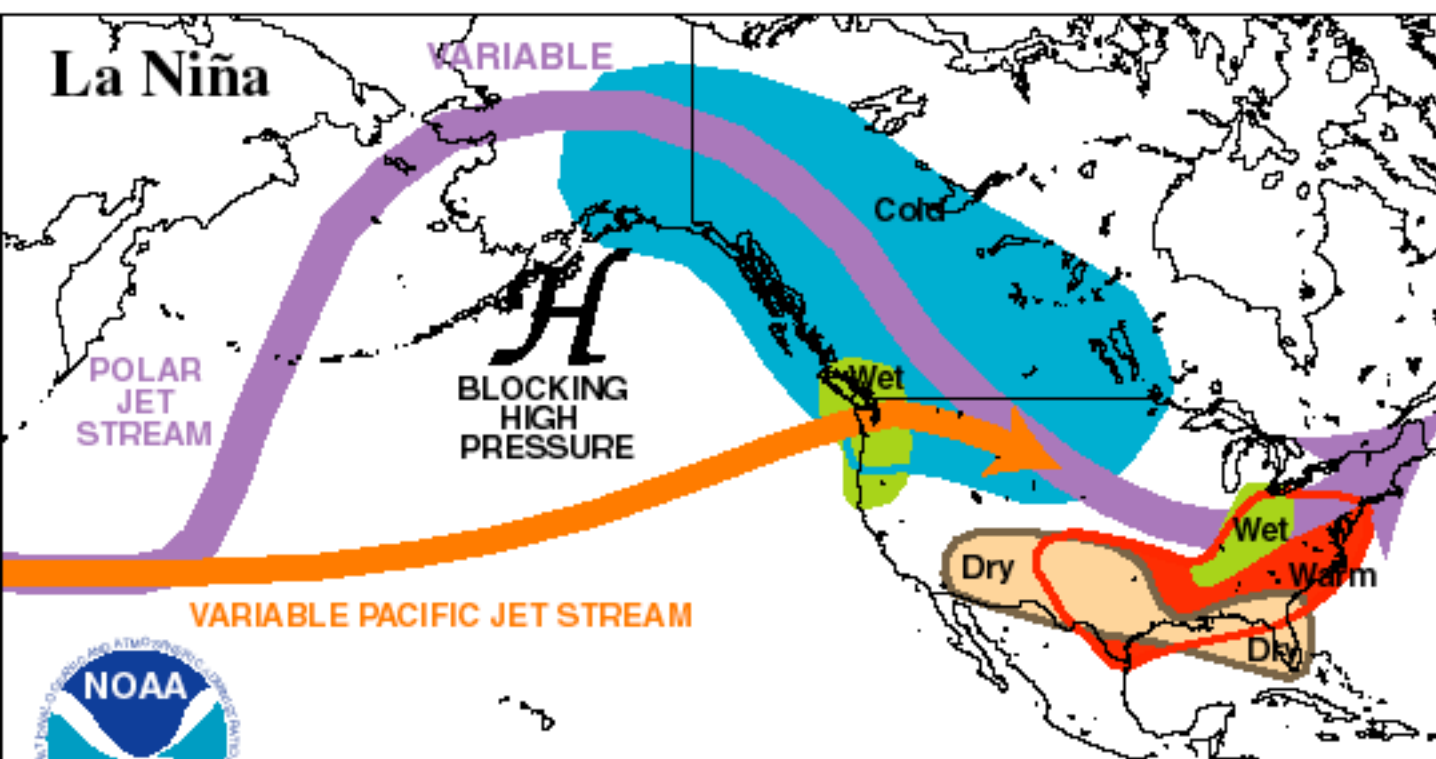 La Niña
VARIABLE
Cold
POLAR
JET
STREAM
BLOCKING
HIGH
PRESSURE
H
Wet
VARIABLE PACIFIC JET STREAM
Dry
Wet
Warm
Dry
NOAA